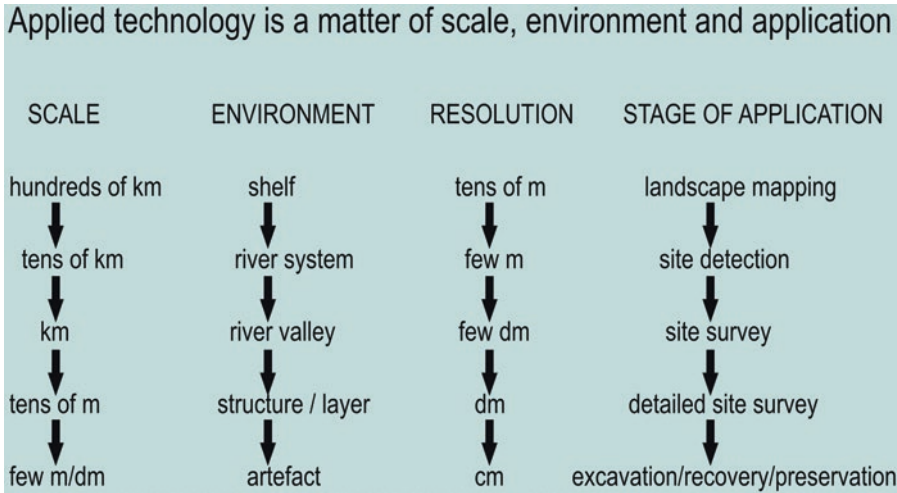 Applied technology is a matter of scale, environment and application
SCALE ENVIRONMENT RESOLUTION STAGE OF APPLICATION
hundreds of km shelf tens of m landscape mapping
tens of km river system few m site detection
km river valley few dm site survey
tens of m structure / layer dm detailed site survey
few m/dm artefact cm excavation/recovery/preservation